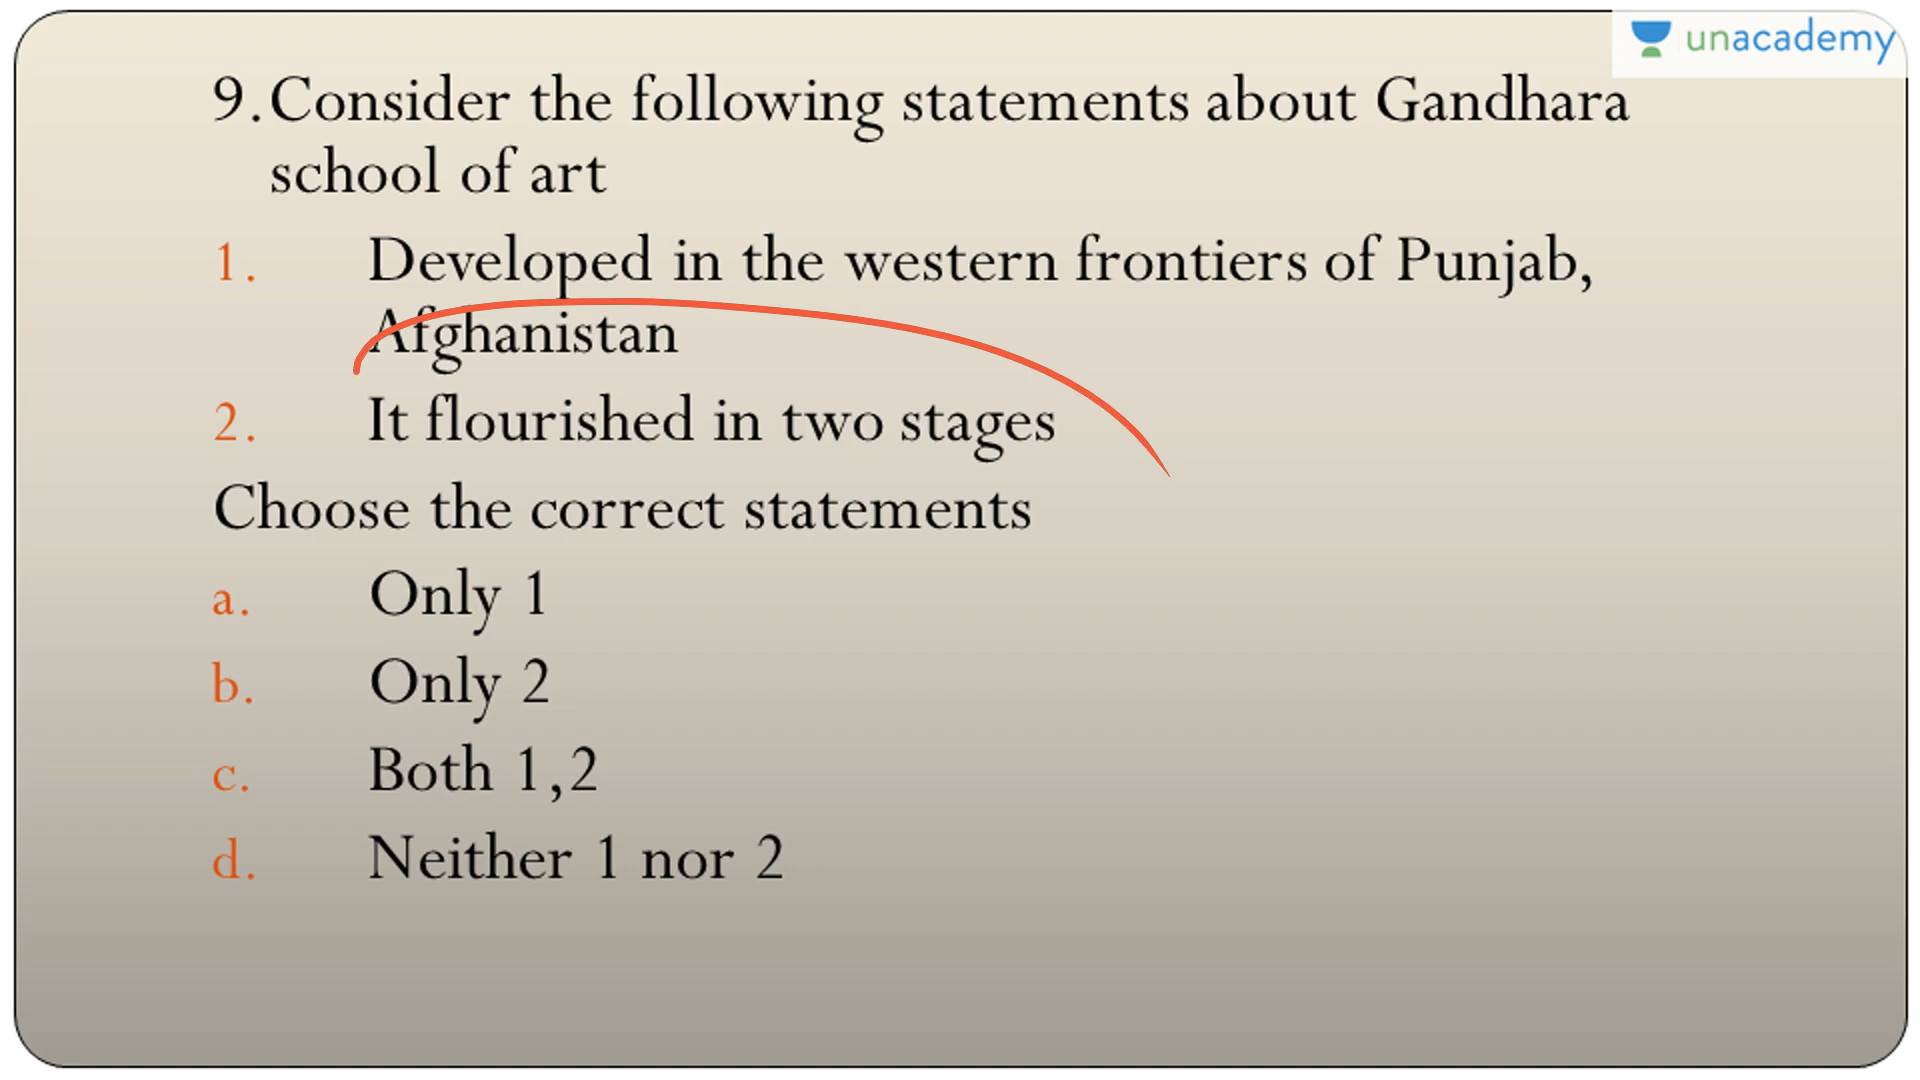 unacademy
9. Consider the following statements about Gandhara
school of art
1. Developed in the western frontiers of Punjab,
Afghanistan
2. It flourished in two stages
Choose the correct statements
a. Only 1
b. Only 2
c. Both 1,2
d. Neither 1 nor 2